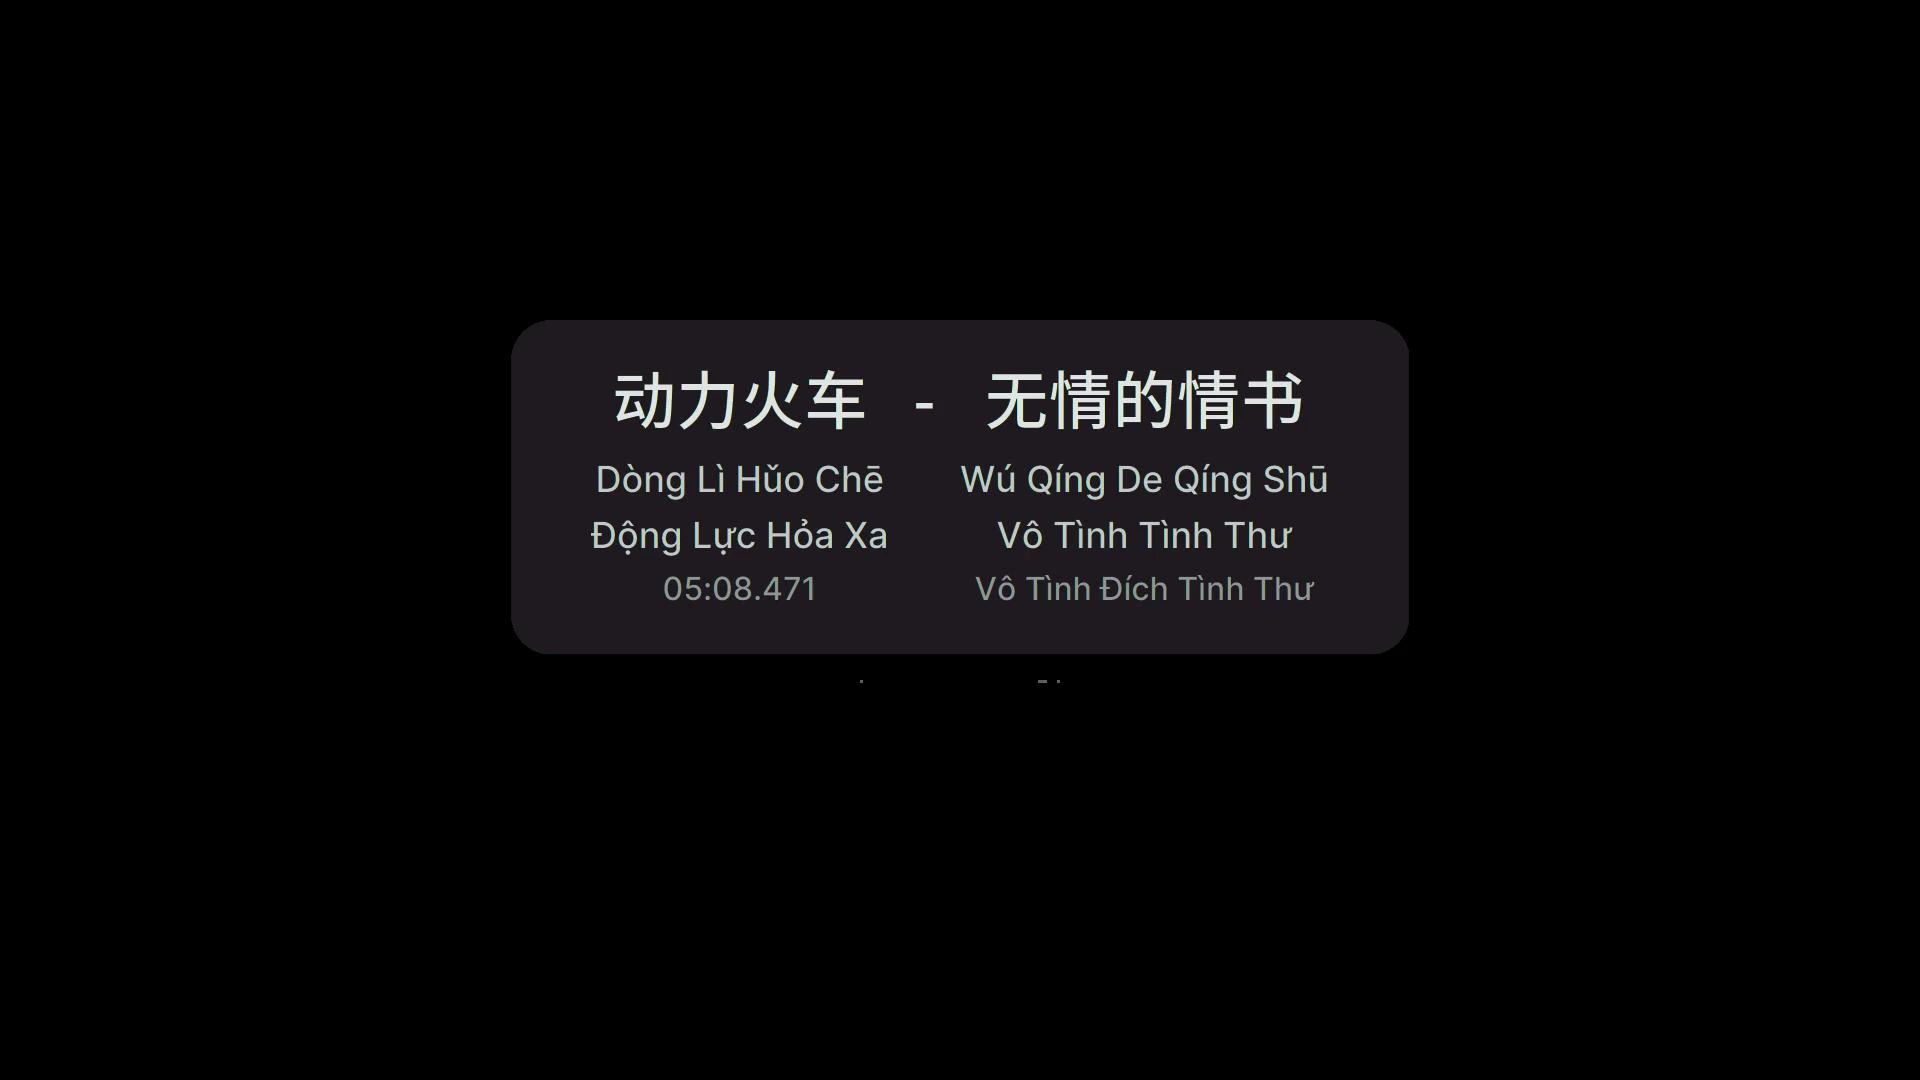 动力火车 - 无情的情书
Dòng Lì Hǔo Chē Wú Qíng De Qíng Shū
Động Lực Hỏa Xa Vô Tình Tình Thư
05:08.471 Vô Tình Đích Tình Thư